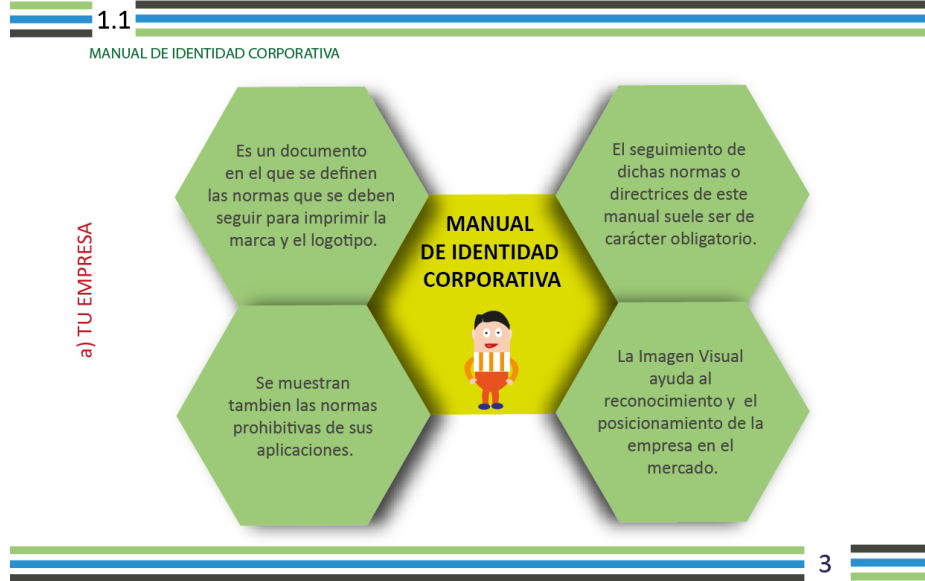 1.1
MANUAL DE IDENTIDAD CORPORATIVA
a) TU EMPRESA
Es un documento
en el que se definen
las normas que se deben
seguir para imprimir la
marca y el logotipo.
El seguimiento de
dichas normas o
directrices de este
manual suele ser de
carácter obligatorio.
MANUAL
DE IDENTIDAD
CORPORATIVA
Se muestran
tambien las normas
prohibitivas de sus
aplicaciones.
La Imagen Visual
ayuda al
reconocimiento y el
posicionamiento de la
empresa en el
mercado.
3